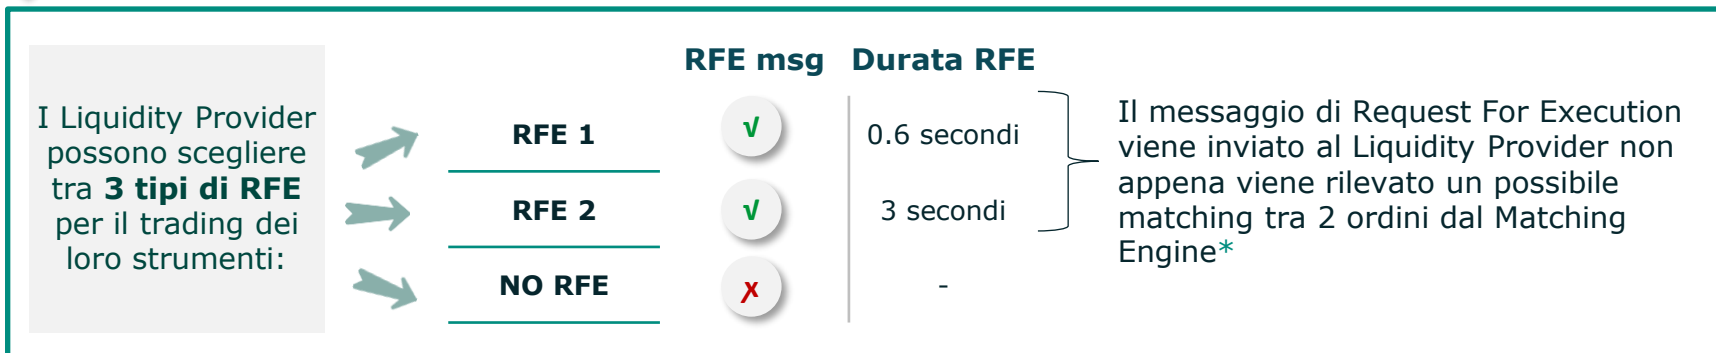 I Liquidity Provider
possono scegliere
tra 3 tipi di RFE
per il trading dei
loro strumenti:
RFE msg Durata RFE
RFE 1 √ 0.6 secondi
RFE 2 √ 3 secondi
NO RFE x -
Il messaggio di Request For Execution
viene inviato al Liquidity Provider non
appena viene rilevato un possibile
matching tra 2 ordini dal Matching
Engine*